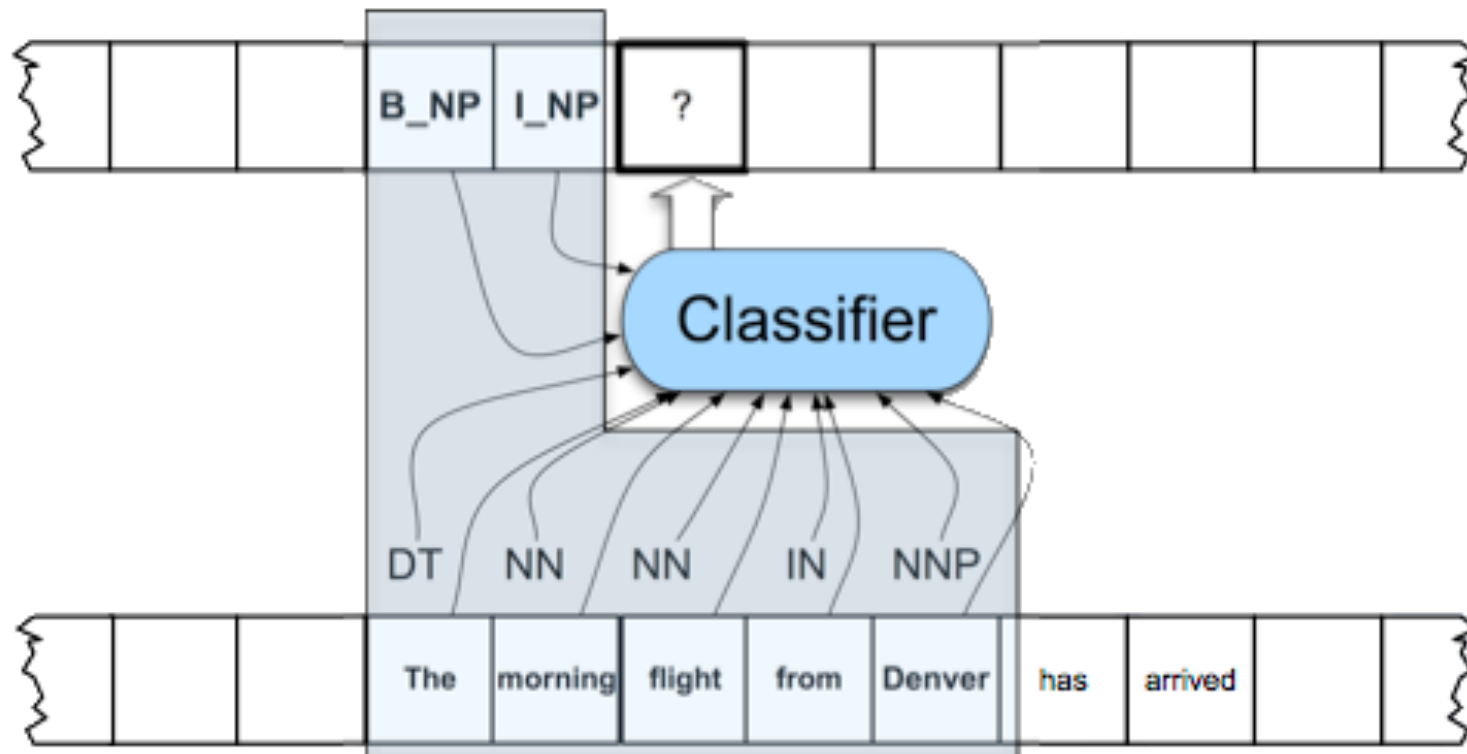 B_NP I_NP ?
Classifier
DT NN NN IN NNP
The morning flight from Denver has arrived